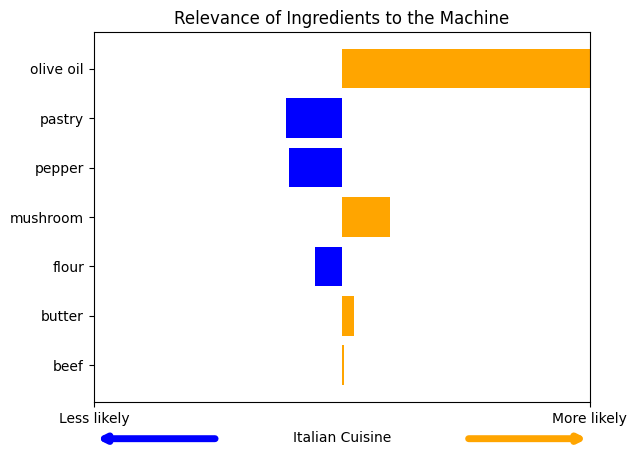 Relevance of Ingredients to the Machine
olive oil
pastry
pepper
mushroom
flour
butter
beef
Less likely
More likely
Italian Cuisine